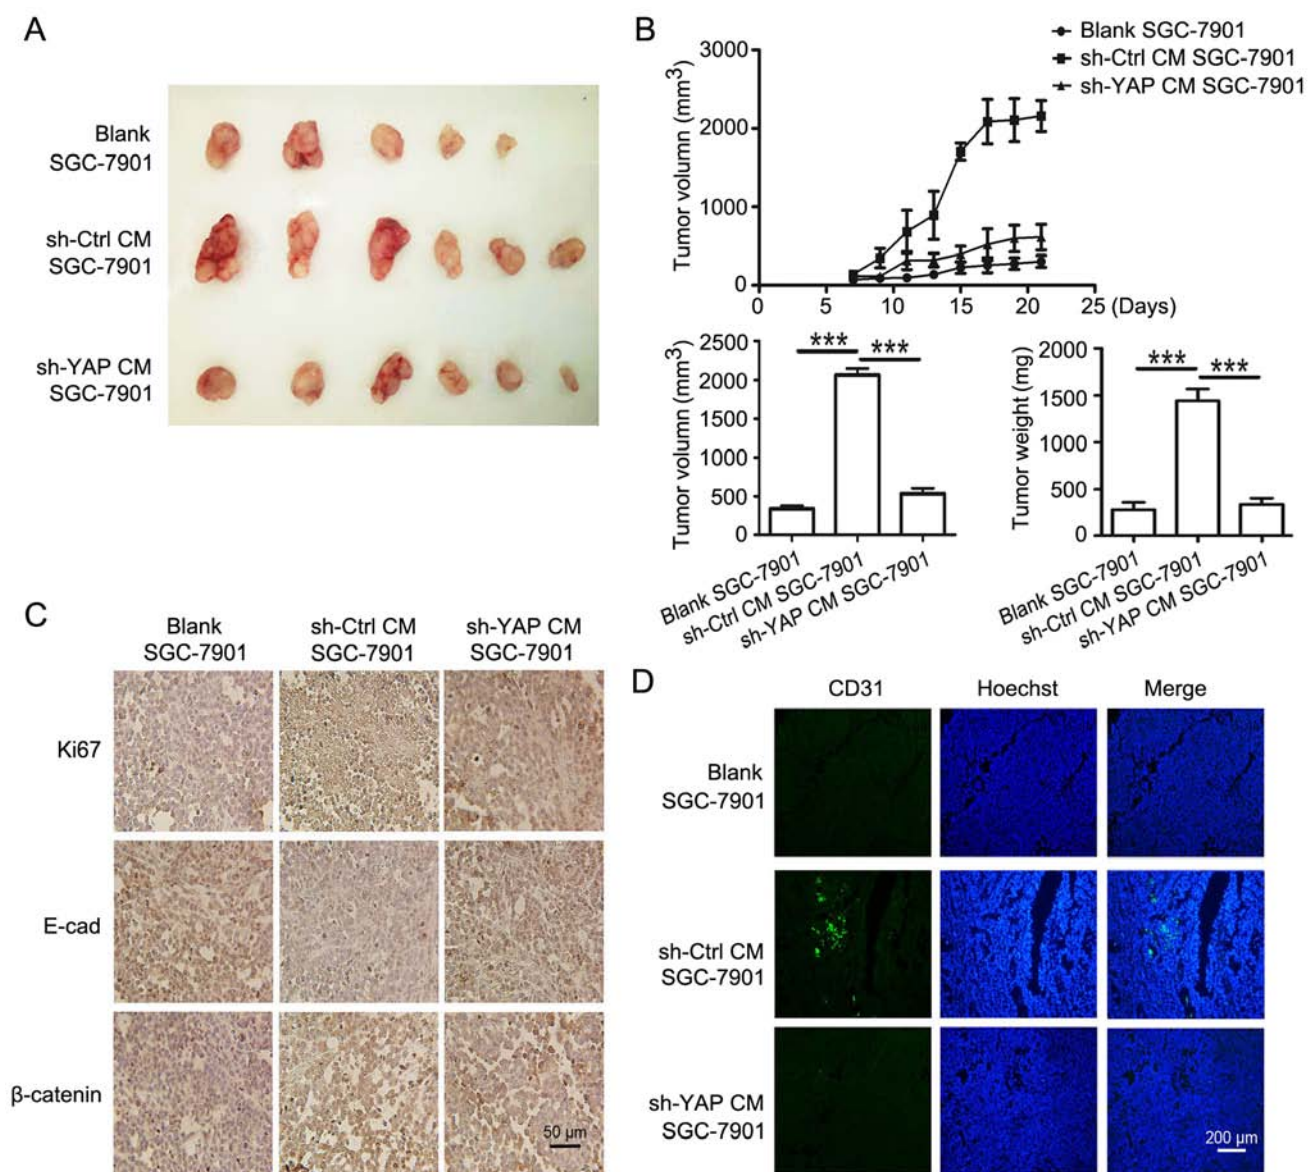 A
Blank
SGC-7901
sh-Ctrl CM
SGC-7901
sh-YAP CM
SGC-7901
B
Blank SGC-7901
sh-Ctrl CM SGC-7901
sh-YAP CM SGC-7901
Tumor volumn (mm3)
3000
2000
1000
0
0 5 10 15 20 25 (Days)
Tumor volumn (mm3)
2500
2000
1500
1000
500
0
*** ***
Blank SGC-7901
sh-Ctrl CM SGC-7901
sh-YAP CM SGC-7901
Tumor weight (mg)
2000
1500
1000
500
0
*** ***
Blank SGC-7901
sh-Ctrl CM SGC-7901
sh-YAP CM SGC-7901
C
Blank
SGC-7901
sh-Ctrl CM
SGC-7901
sh-YAP CM
SGC-7901
Ki67
E-cad
β-catenin
50 µm
D
CD31 Hoechst Merge
Blank
SGC-7901
sh-Ctrl CM
SGC-7901
sh-YAP CM
SGC-7901
200 µm